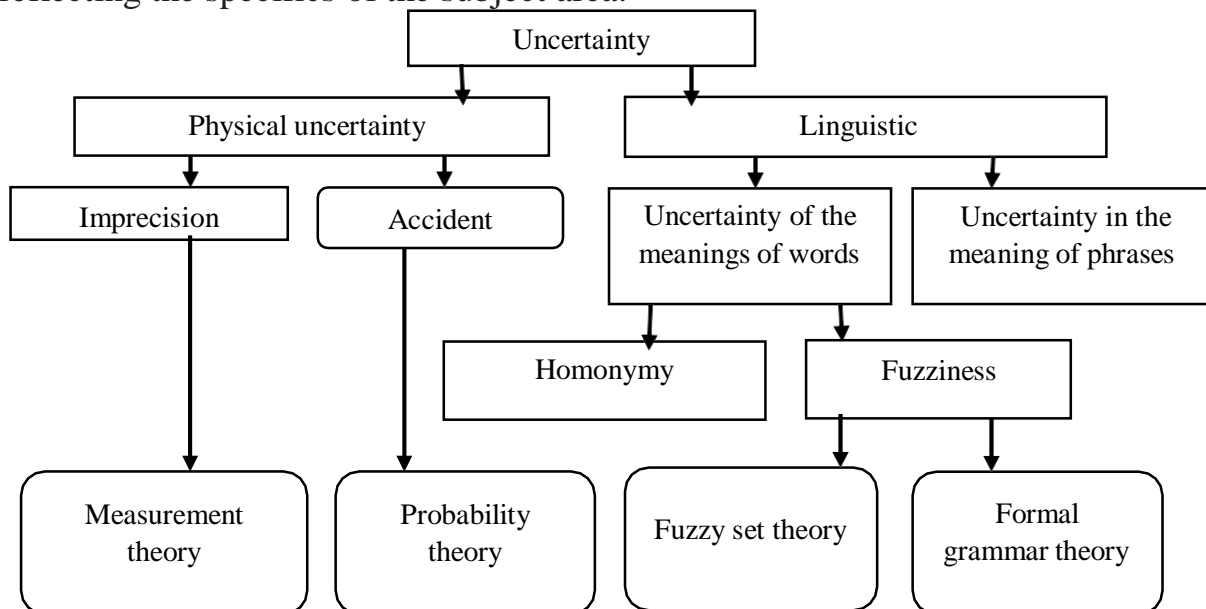 reflecting the specifics of the subject area.
Uncertainty
Physical uncertainty
Linguistic
Imprecision
Accident
Uncertainty of the
meanings of words
Uncertainty in the
meaning of phrases
Homonymy
Fuzziness
Measurement
theory
Probability
theory
Fuzzy set theory
Formal
grammar theory